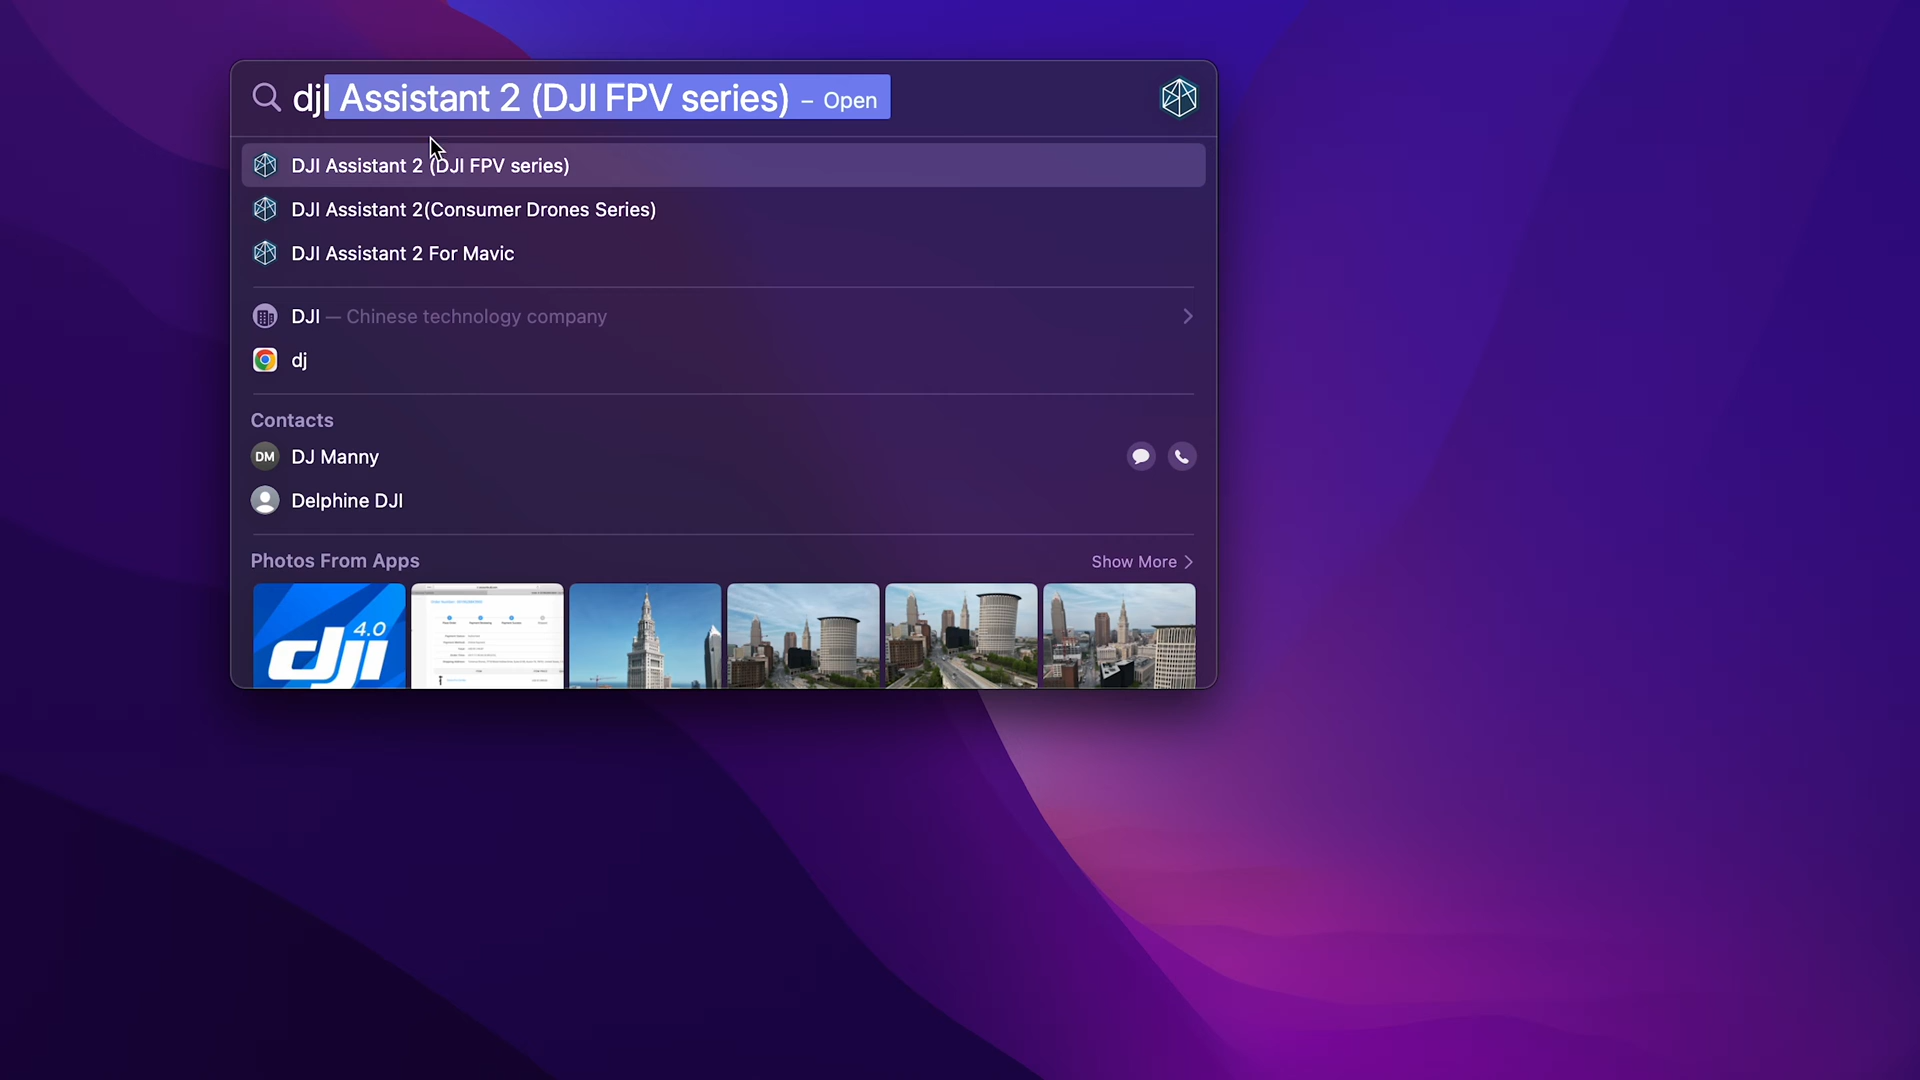 djI Assistant 2 (DJI FPV series) – Open
DJI Assistant 2 (DJI FPV series)
DJI Assistant 2(Consumer Drones Series)
DJI Assistant 2 For Mavic
DJI — Chinese technology company
dj
Contacts
DM DJ Manny
Delphine DJI
Photos From Apps
Show More
4.0
dji